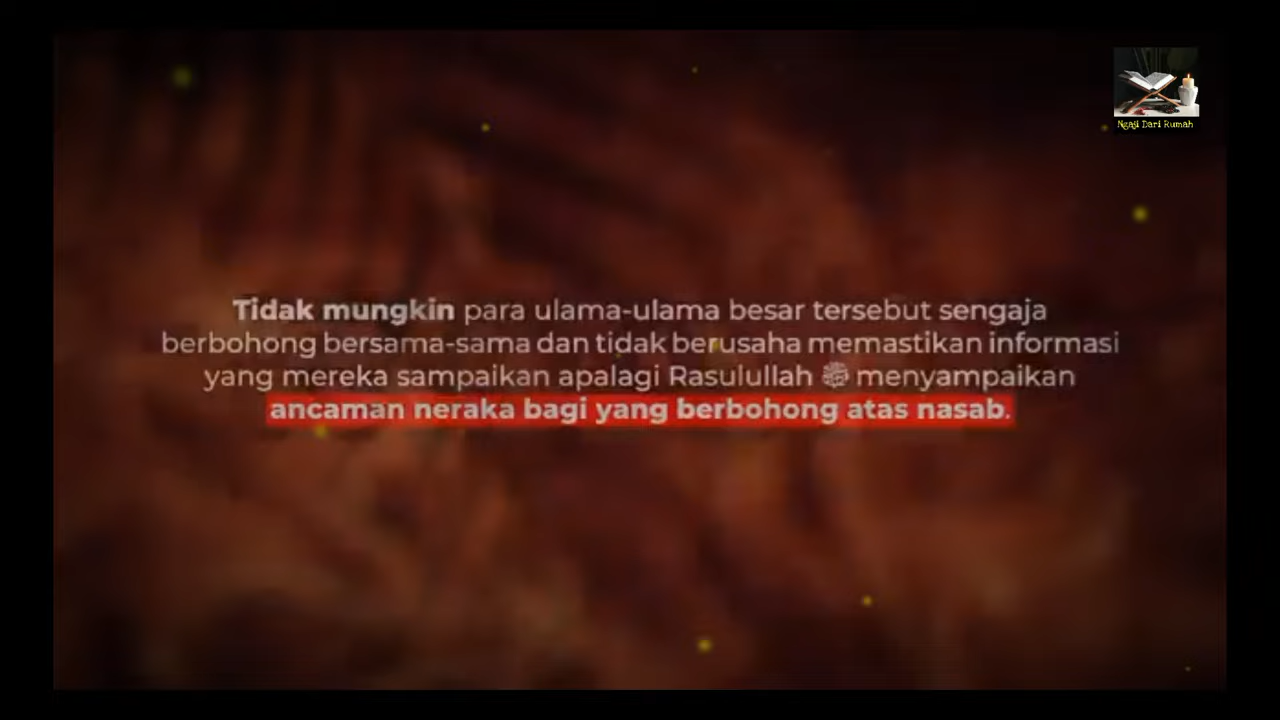 Ngaji Dari Rumah
Tidak mungkin para ulama-ulama besar tersebut sengaja
berbohong bersama-sama dan tidak berusaha memastikan informasi
yang mereka sampaikan apalagi Rasulullah ﷺ menyampaikan
ancaman neraka bagi yang berbohong atas nasab.